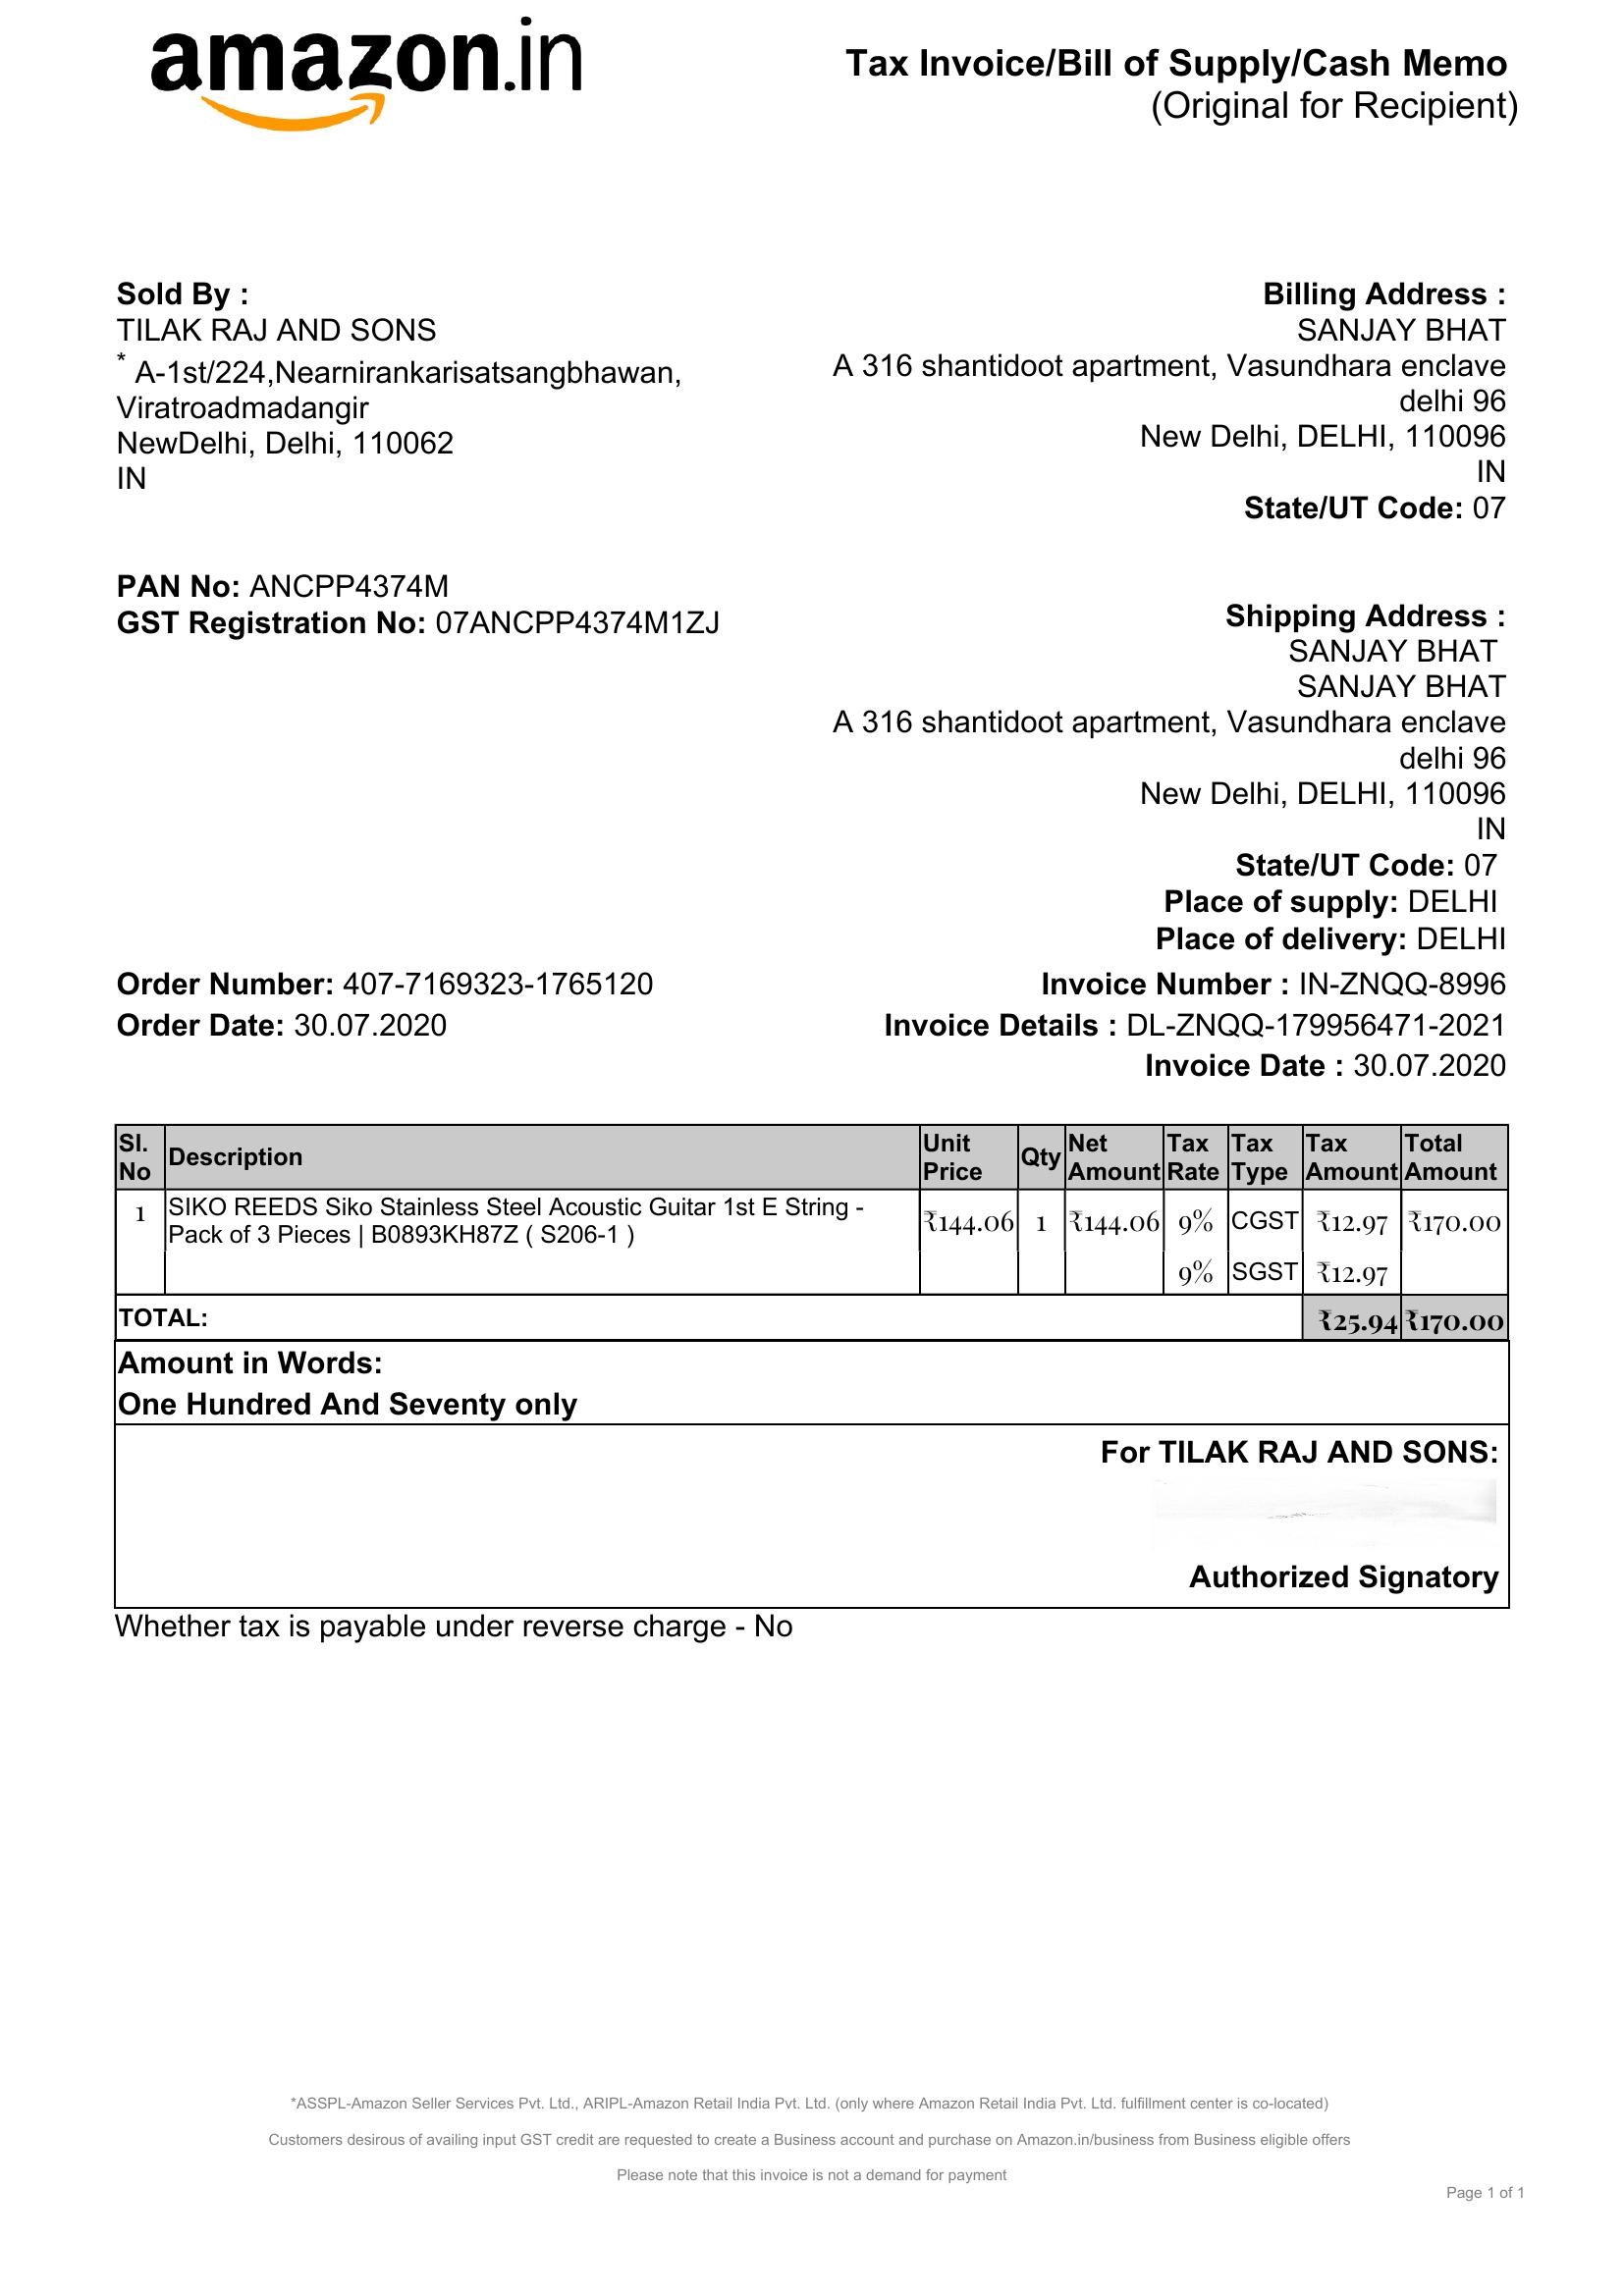 amazon.in
Tax Invoice/Bill of Supply/Cash Memo
(Original for Recipient)
Sold By :
TILAK RAJ AND SONS
* A-1st/224,Nearnirankarisatsangbhawan,
Viratroadmadangir
NewDelhi, Delhi, 110062
IN
PAN No: ANCPP4374M
GST Registration No: 07ANCPP4374M1ZJ
Billing Address :
SANJAY BHAT
A 316 shantidoot apartment, Vasundhara enclave
delhi 96
New Delhi, DELHI, 110096
IN
State/UT Code: 07
Shipping Address :
SANJAY BHAT
SANJAY BHAT
A 316 shantidoot apartment, Vasundhara enclave
delhi 96
New Delhi, DELHI, 110096
IN
State/UT Code: 07
Place of supply: DELHI
Place of delivery: DELHI
Order Number: 407-7169323-1765120
Order Date: 30.07.2020
Invoice Number : IN-ZNQQ-8996
Invoice Details : DL-ZNQQ-179956471-2021
Invoice Date : 30.07.2020
Sl. No Description Unit Price Qty Net Amount Tax Rate Tax Type Tax Amount Total Amount
1 SIKO REEDS Siko Stainless Steel Acoustic Guitar 1st E String - ₹144.06 1 ₹144.06 9% CGST ₹12.97 ₹170.00
Pack of 3 Pieces | B0893KH87Z ( S206-1 )
9% SGST ₹12.97
TOTAL: ₹25.94 ₹170.00
Amount in Words:
One Hundred And Seventy only
For TILAK RAJ AND SONS:
Authorized Signatory
Whether tax is payable under reverse charge - No
*ASSPL-Amazon Seller Services Pvt. Ltd., ARIPL-Amazon Retail India Pvt. Ltd. (only where Amazon Retail India Pvt. Ltd. fulfillment center is co-located)
Customers desirous of availing input GST credit are requested to create a Business account and purchase on Amazon.in/business from Business eligible offers
Please note that this invoice is not a demand for payment
Page 1 of 1